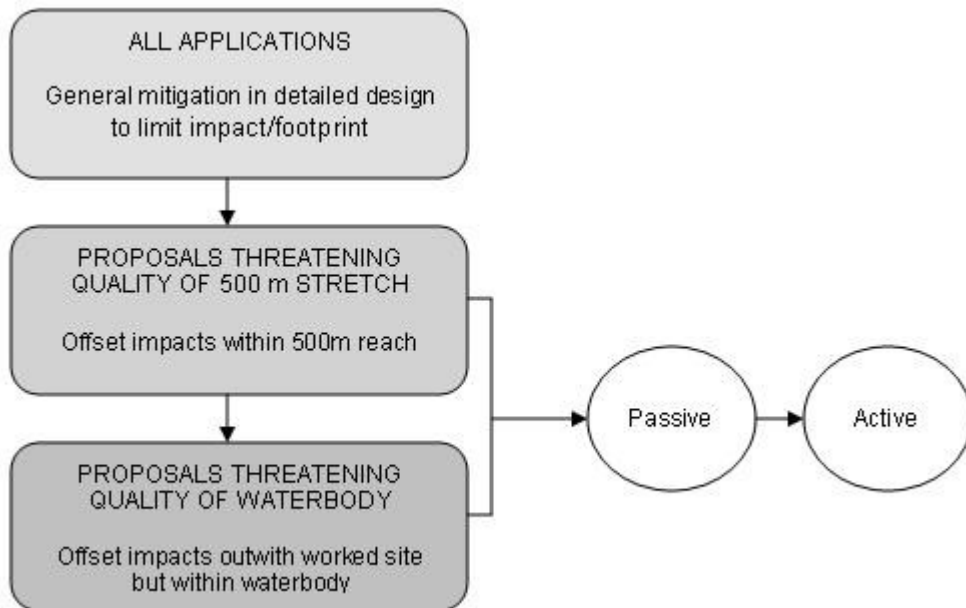 ALL APPLICATIONS
General mitigation in detailed design
to limit impact/footprint
PROPOSALS THREATENING
QUALITY OF 500 m STRETCH
Offset impacts within 500m reach
PROPOSALS THREATENING
QUALITY OF WATERBODY
Offset impacts outwith worked site
but within waterbody
Passive
Active